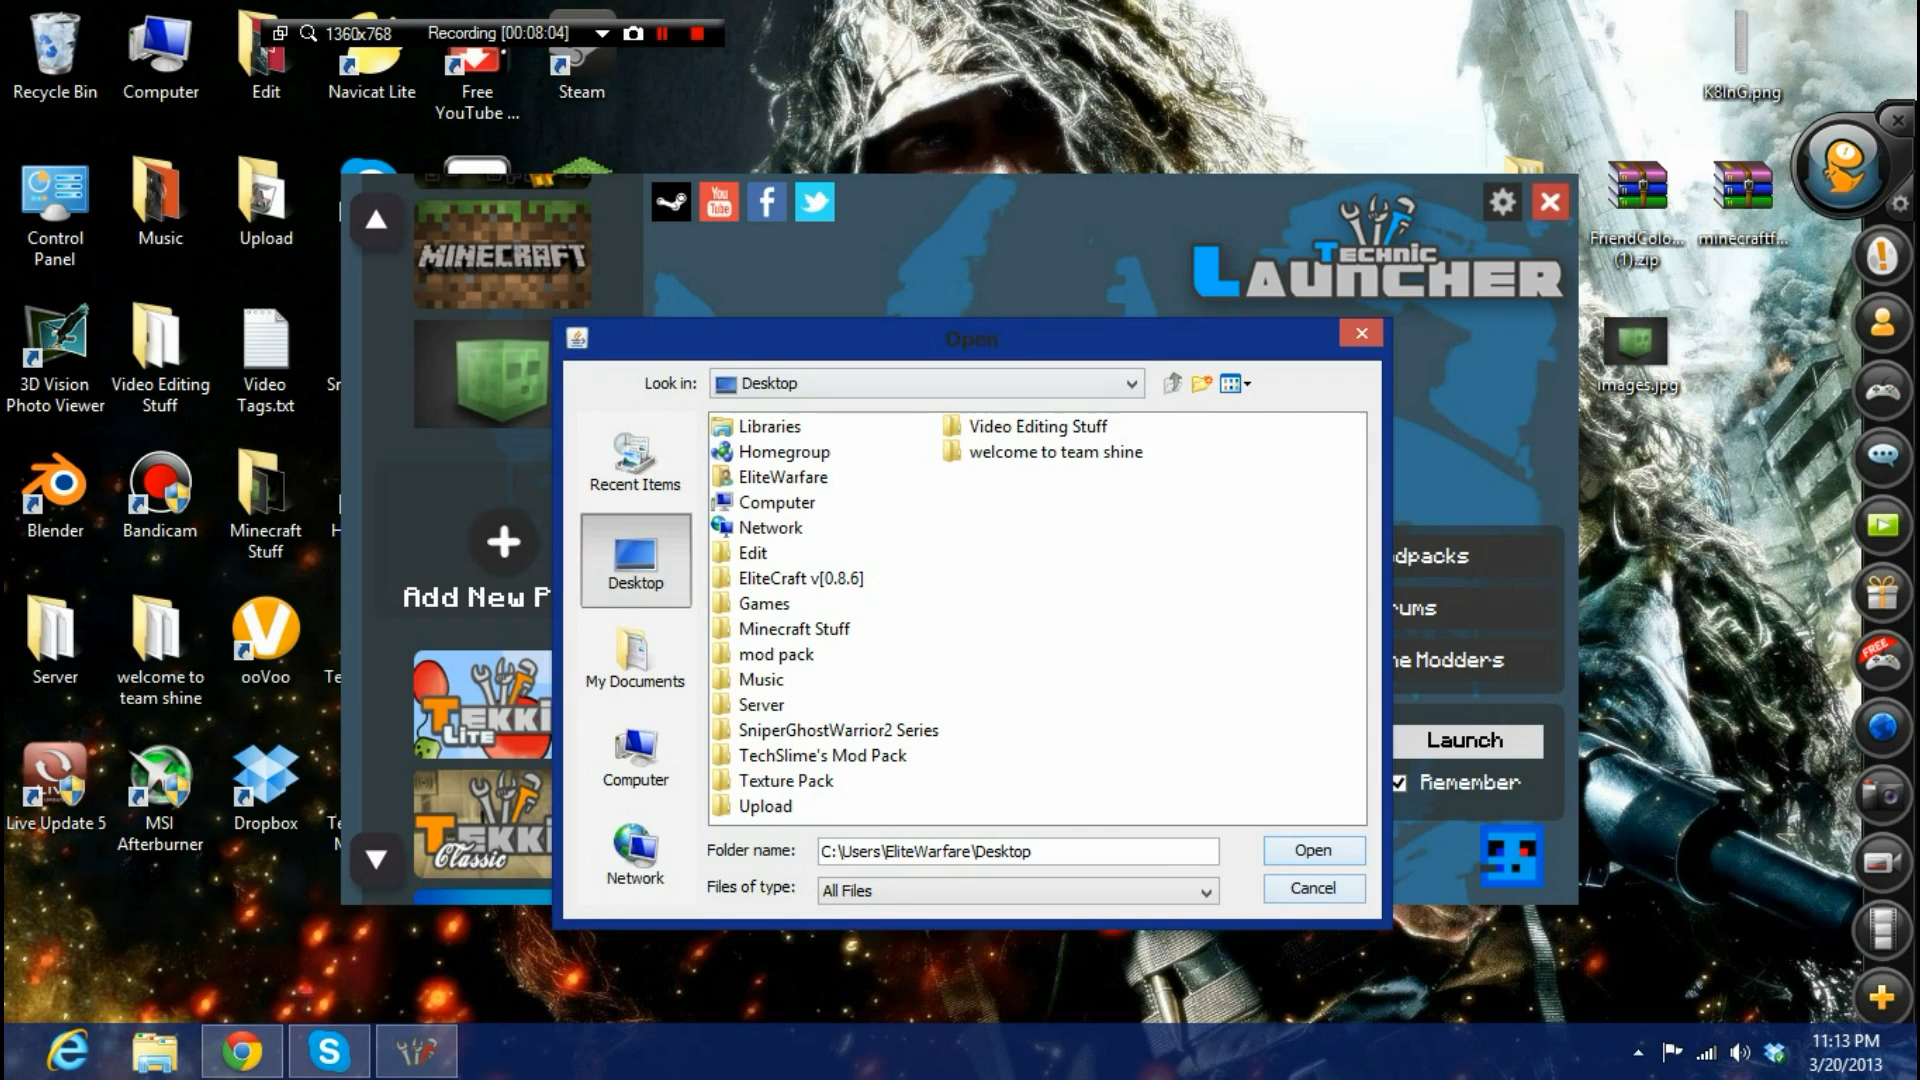 1360x768 Recording [00:08:04]
Recycle Bin
Computer
Edit
Navicat Lite
Free
YouTube ...
Steam
K8lnG.png
Control
Panel
Music
Upload
3D Vision
Photo Viewer
Video Editing
Stuff
Video
Tags.txt
Blender
Bandicam
Minecraft
Stuff
Server
welcome to
team shine
ooVoo
Live Update 5
MSI
Afterburner
Dropbox
MINECRAFT
Add New P
TEKKI
LITE
TEKKI
Classic
You
Tube
TECHNIC
LAUNCHER
Open
Look in:
Desktop
Recent Items
Desktop
My Documents
Computer
Network
Libraries
Homegroup
EliteWarfare
Computer
Network
Edit
EliteCraft v[0.8.6]
Games
Minecraft Stuff
mod pack
Music
Server
SniperGhostWarrior2 Series
TechSlime's Mod Pack
Texture Pack
Upload
Video Editing Stuff
welcome to team shine
Folder name:
C:\Users\EliteWarfare\Desktop
Open
Files of type:
All Files
Cancel
dpacks
ums
he Modders
Launch
Remember
FriendColo...
(1).zip
minecraftf...
images.jpg
FREE
11:13 PM
3/20/2013